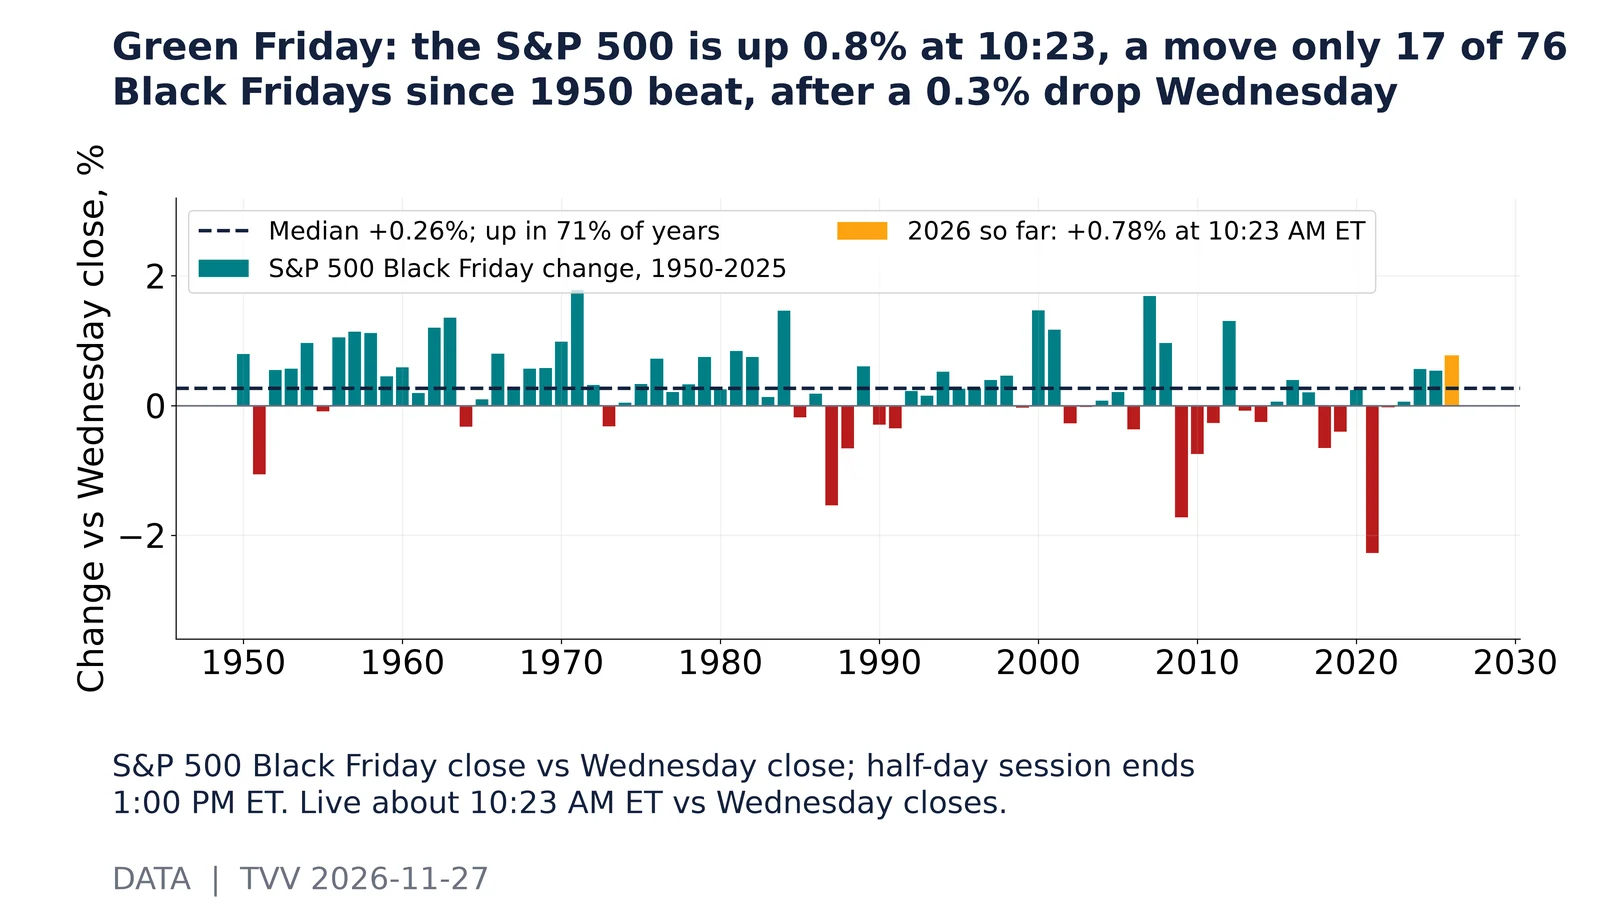 Green Friday: the S&P 500 is up 0.8% at 10:23, a move only 17 of 76
Black Fridays since 1950 beat, after a 0.3% drop Wednesday
Change vs Wednesday close, %
Median +0.26%; up in 71% of years
S&P 500 Black Friday change, 1950-2025
2026 so far: +0.78% at 10:23 AM ET
2
0
−2
1950
1960
1970
1980
1990
2000
2010
2020
2030
S&P 500 Black Friday close vs Wednesday close; half-day session ends
1:00 PM ET. Live about 10:23 AM ET vs Wednesday closes.
DATA | TVV 2026-11-27